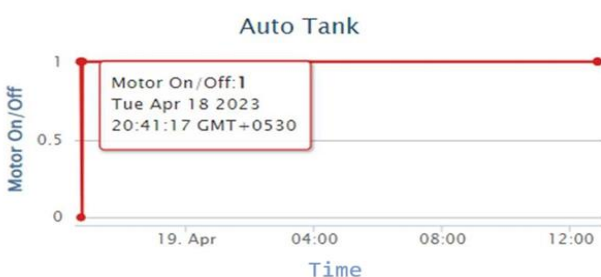 Auto Tank
1
Motor On/Off:1
Tue Apr 18 2023
20:41:17 GMT+0530
Motor On/Off
0.5
0
19. Apr
04:00
08:00
12:00
Time